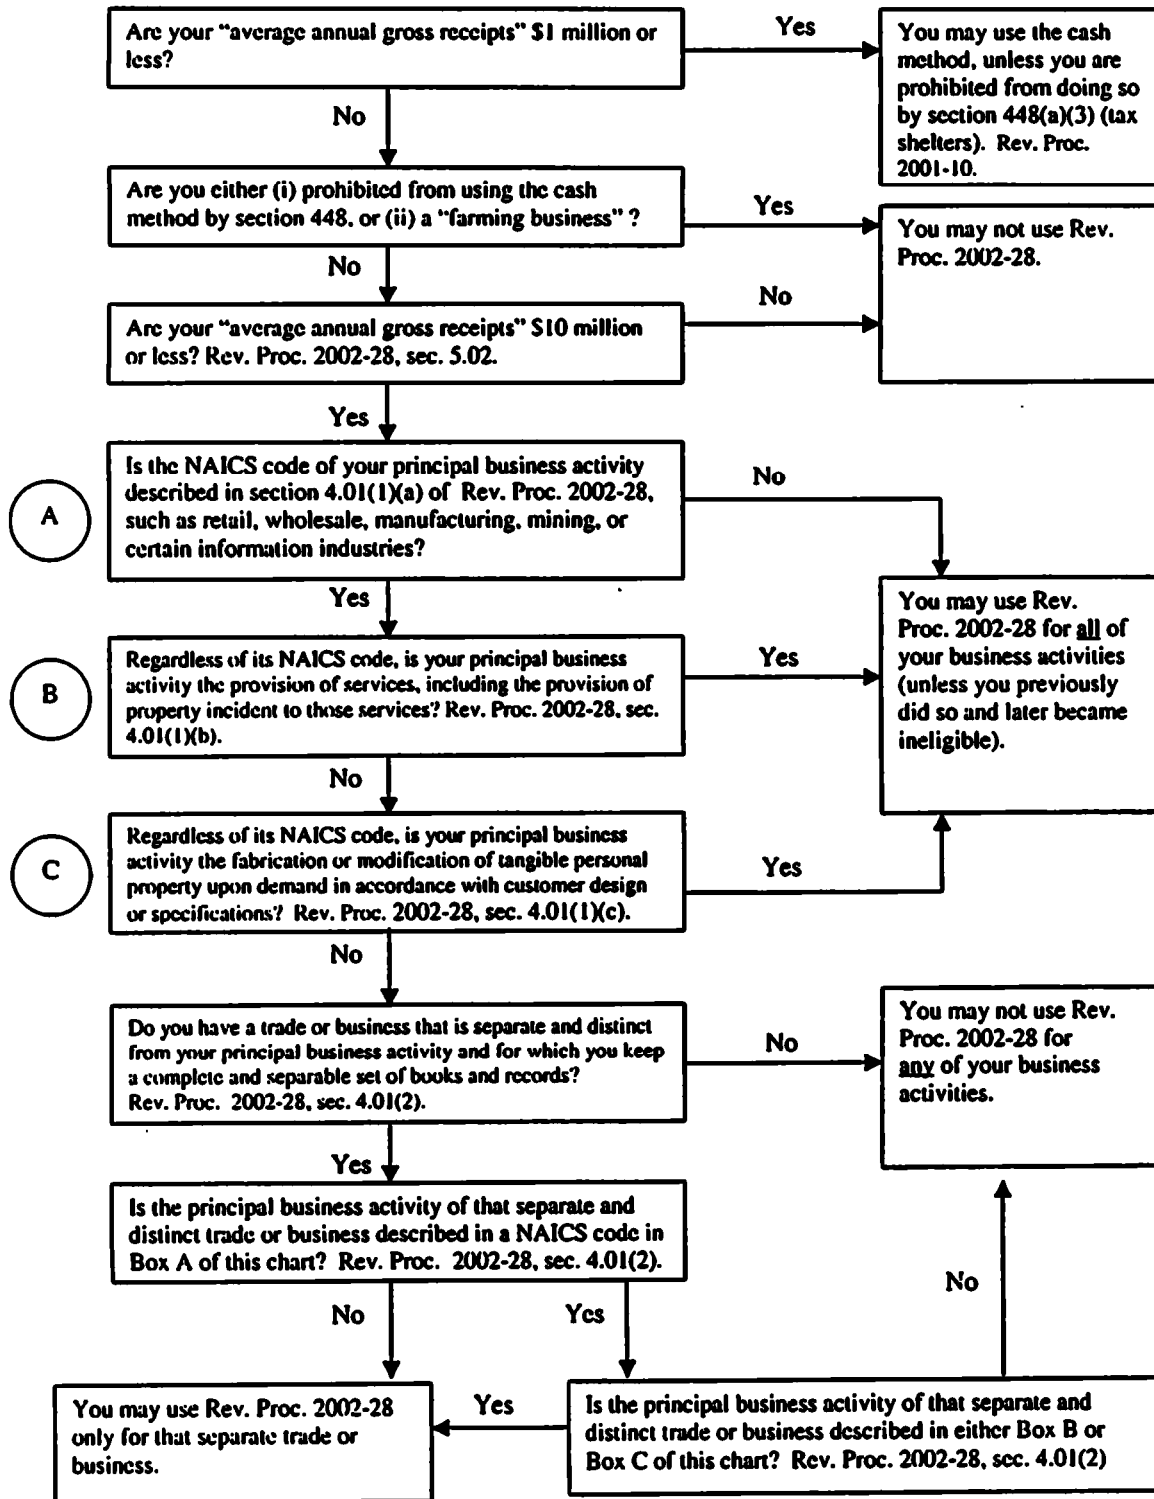 Are your “average annual gross receipts” $1 million or
less?
Yes
You may use the cash
method, unless you are
prohibited from doing so
by section 448(a)(3) (tax
shelters). Rev. Proc.
2001-10.
No
Are you either (i) prohibited from using the cash
method by section 448, or (ii) a “farming business” ?
Yes
You may not use Rev.
Proc. 2002-28.
No
Are your “average annual gross receipts” $10 million
or less? Rev. Proc. 2002-28, sec. 5.02.
No
Yes
A
Is the NAICS code of your principal business activity
described in section 4.01(1)(a) of Rev. Proc. 2002-28,
such as retail, wholesale, manufacturing, mining, or
certain information industries?
No
You may use Rev.
Proc. 2002-28 for all of
your business activities
(unless you previously
did so and later became
ineligible).
Yes
B
Regardless of its NAICS code, is your principal business
activity the provision of services, including the provision of
property incident to those services? Rev. Proc. 2002-28, sec.
4.01(1)(b).
Yes
No
C
Regardless of its NAICS code, is your principal business
activity the fabrication or modification of tangible personal
property upon demand in accordance with customer design
or specifications? Rev. Proc. 2002-28, sec. 4.01(1)(c).
Yes
No
Do you have a trade or business that is separate and distinct
from your principal business activity and for which you keep
a complete and separable set of books and records?
Rev. Proc. 2002-28, sec. 4.01(2).
No
You may not use Rev.
Proc. 2002-28 for
any of your business
activities.
Yes
Is the principal business activity of that separate and
distinct trade or business described in a NAICS code in
Box A of this chart? Rev. Proc. 2002-28, sec. 4.01(2).
No
Yes
No
You may use Rev. Proc. 2002-28
only for that separate trade or
business.
Yes
Is the principal business activity of that separate and
distinct trade or business described in either Box B or
Box C of this chart? Rev. Proc. 2002-28, sec. 4.01(2)